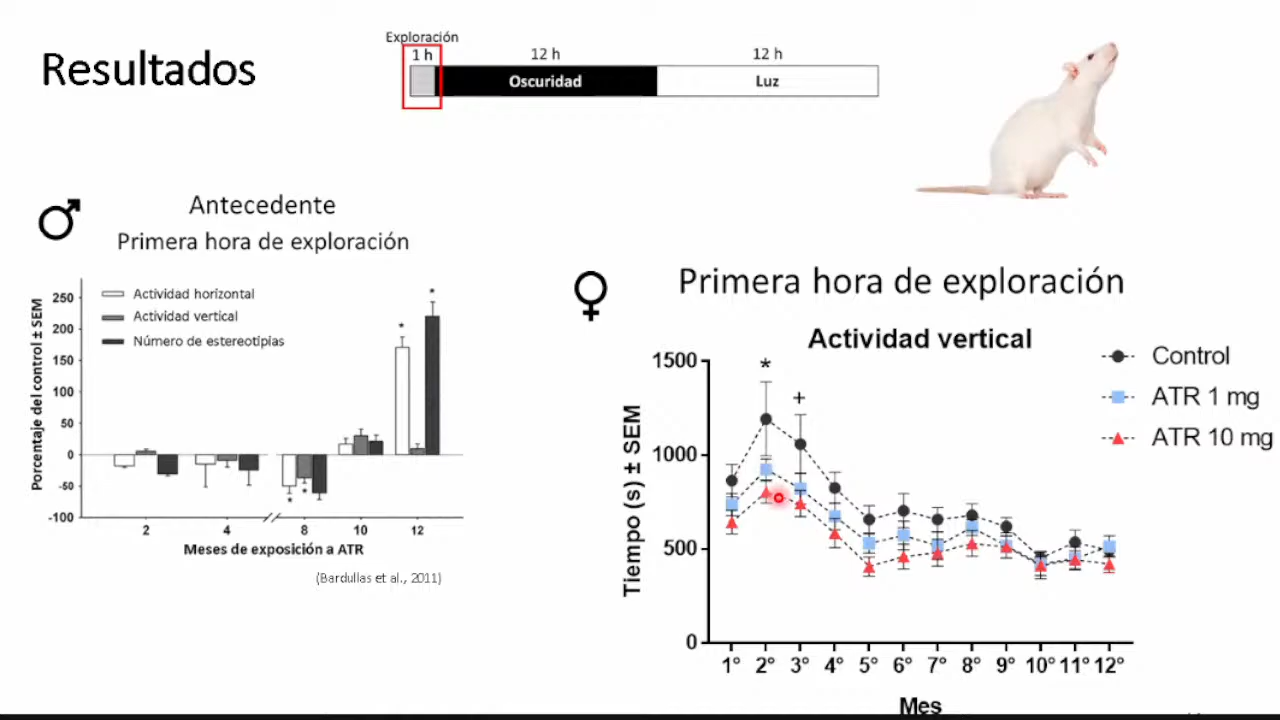 Resultados
Exploración
1 h
12 h
12 h
Oscuridad
Luz
Antecedente
Primera hora de exploración
Actividad horizontal
Actividad vertical
Número de estereotipias
Porcentaje del control ± SEM
250
200
150
100
50
0
-50
-100
*
*
*
*
2
4
8
10
12
Meses de exposición a ATR
(Bardullas et al., 2011)
Primera hora de exploración
Actividad vertical
Control
ATR 1 mg
ATR 10 mg
Tiempo (s) ± SEM
1500
1000
500
0
*
+
1° 2° 3° 4° 5° 6° 7° 8° 9° 10° 11° 12°
Mes